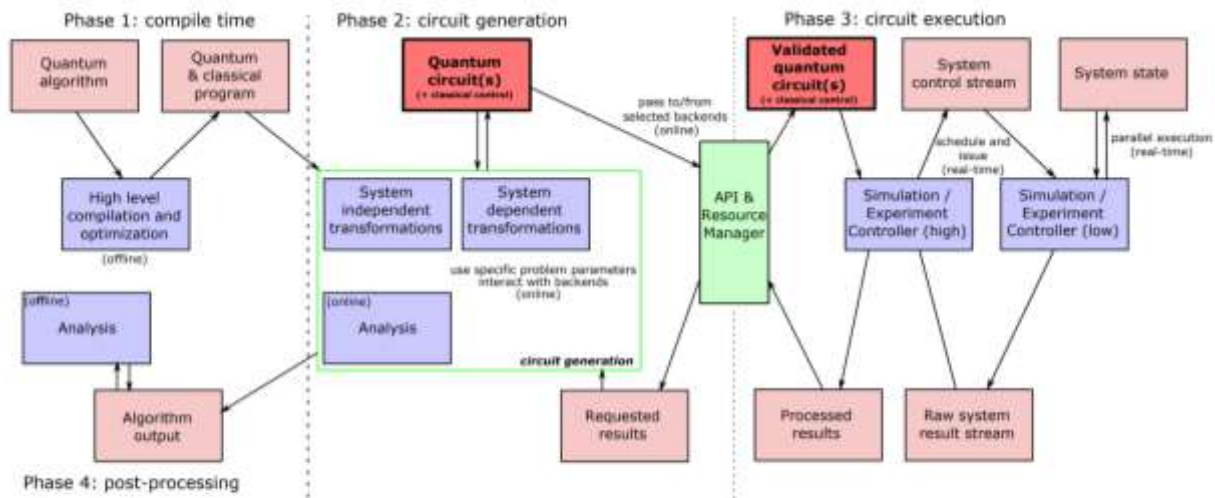 Phase 1: compile time
Quantum
algorithm
Quantum
& classical
program
High level
compilation and
optimization
(offline)
(offline)
Analysis
Algorithm
output
Phase 4: post-processing
Phase 2: circuit generation
Quantum
circuit(s)
(+ classical control)
pass to/from
selected backends
(online)
System
independent
transformations
System
dependent
transformations
use specific problem parameters
interact with backends
(online)
(online)
Analysis
circuit generation
Requested
results
API &
Resource
Manager
Phase 3: circuit execution
Validated
quantum
circuit(s)
(+ classical control)
System
control stream
System state
schedule and
issue
(real-time)
parallel execution
(real-time)
Simulation /
Experiment
Controller (high)
Simulation /
Experiment
Controller (low)
Processed
results
Raw system
result stream